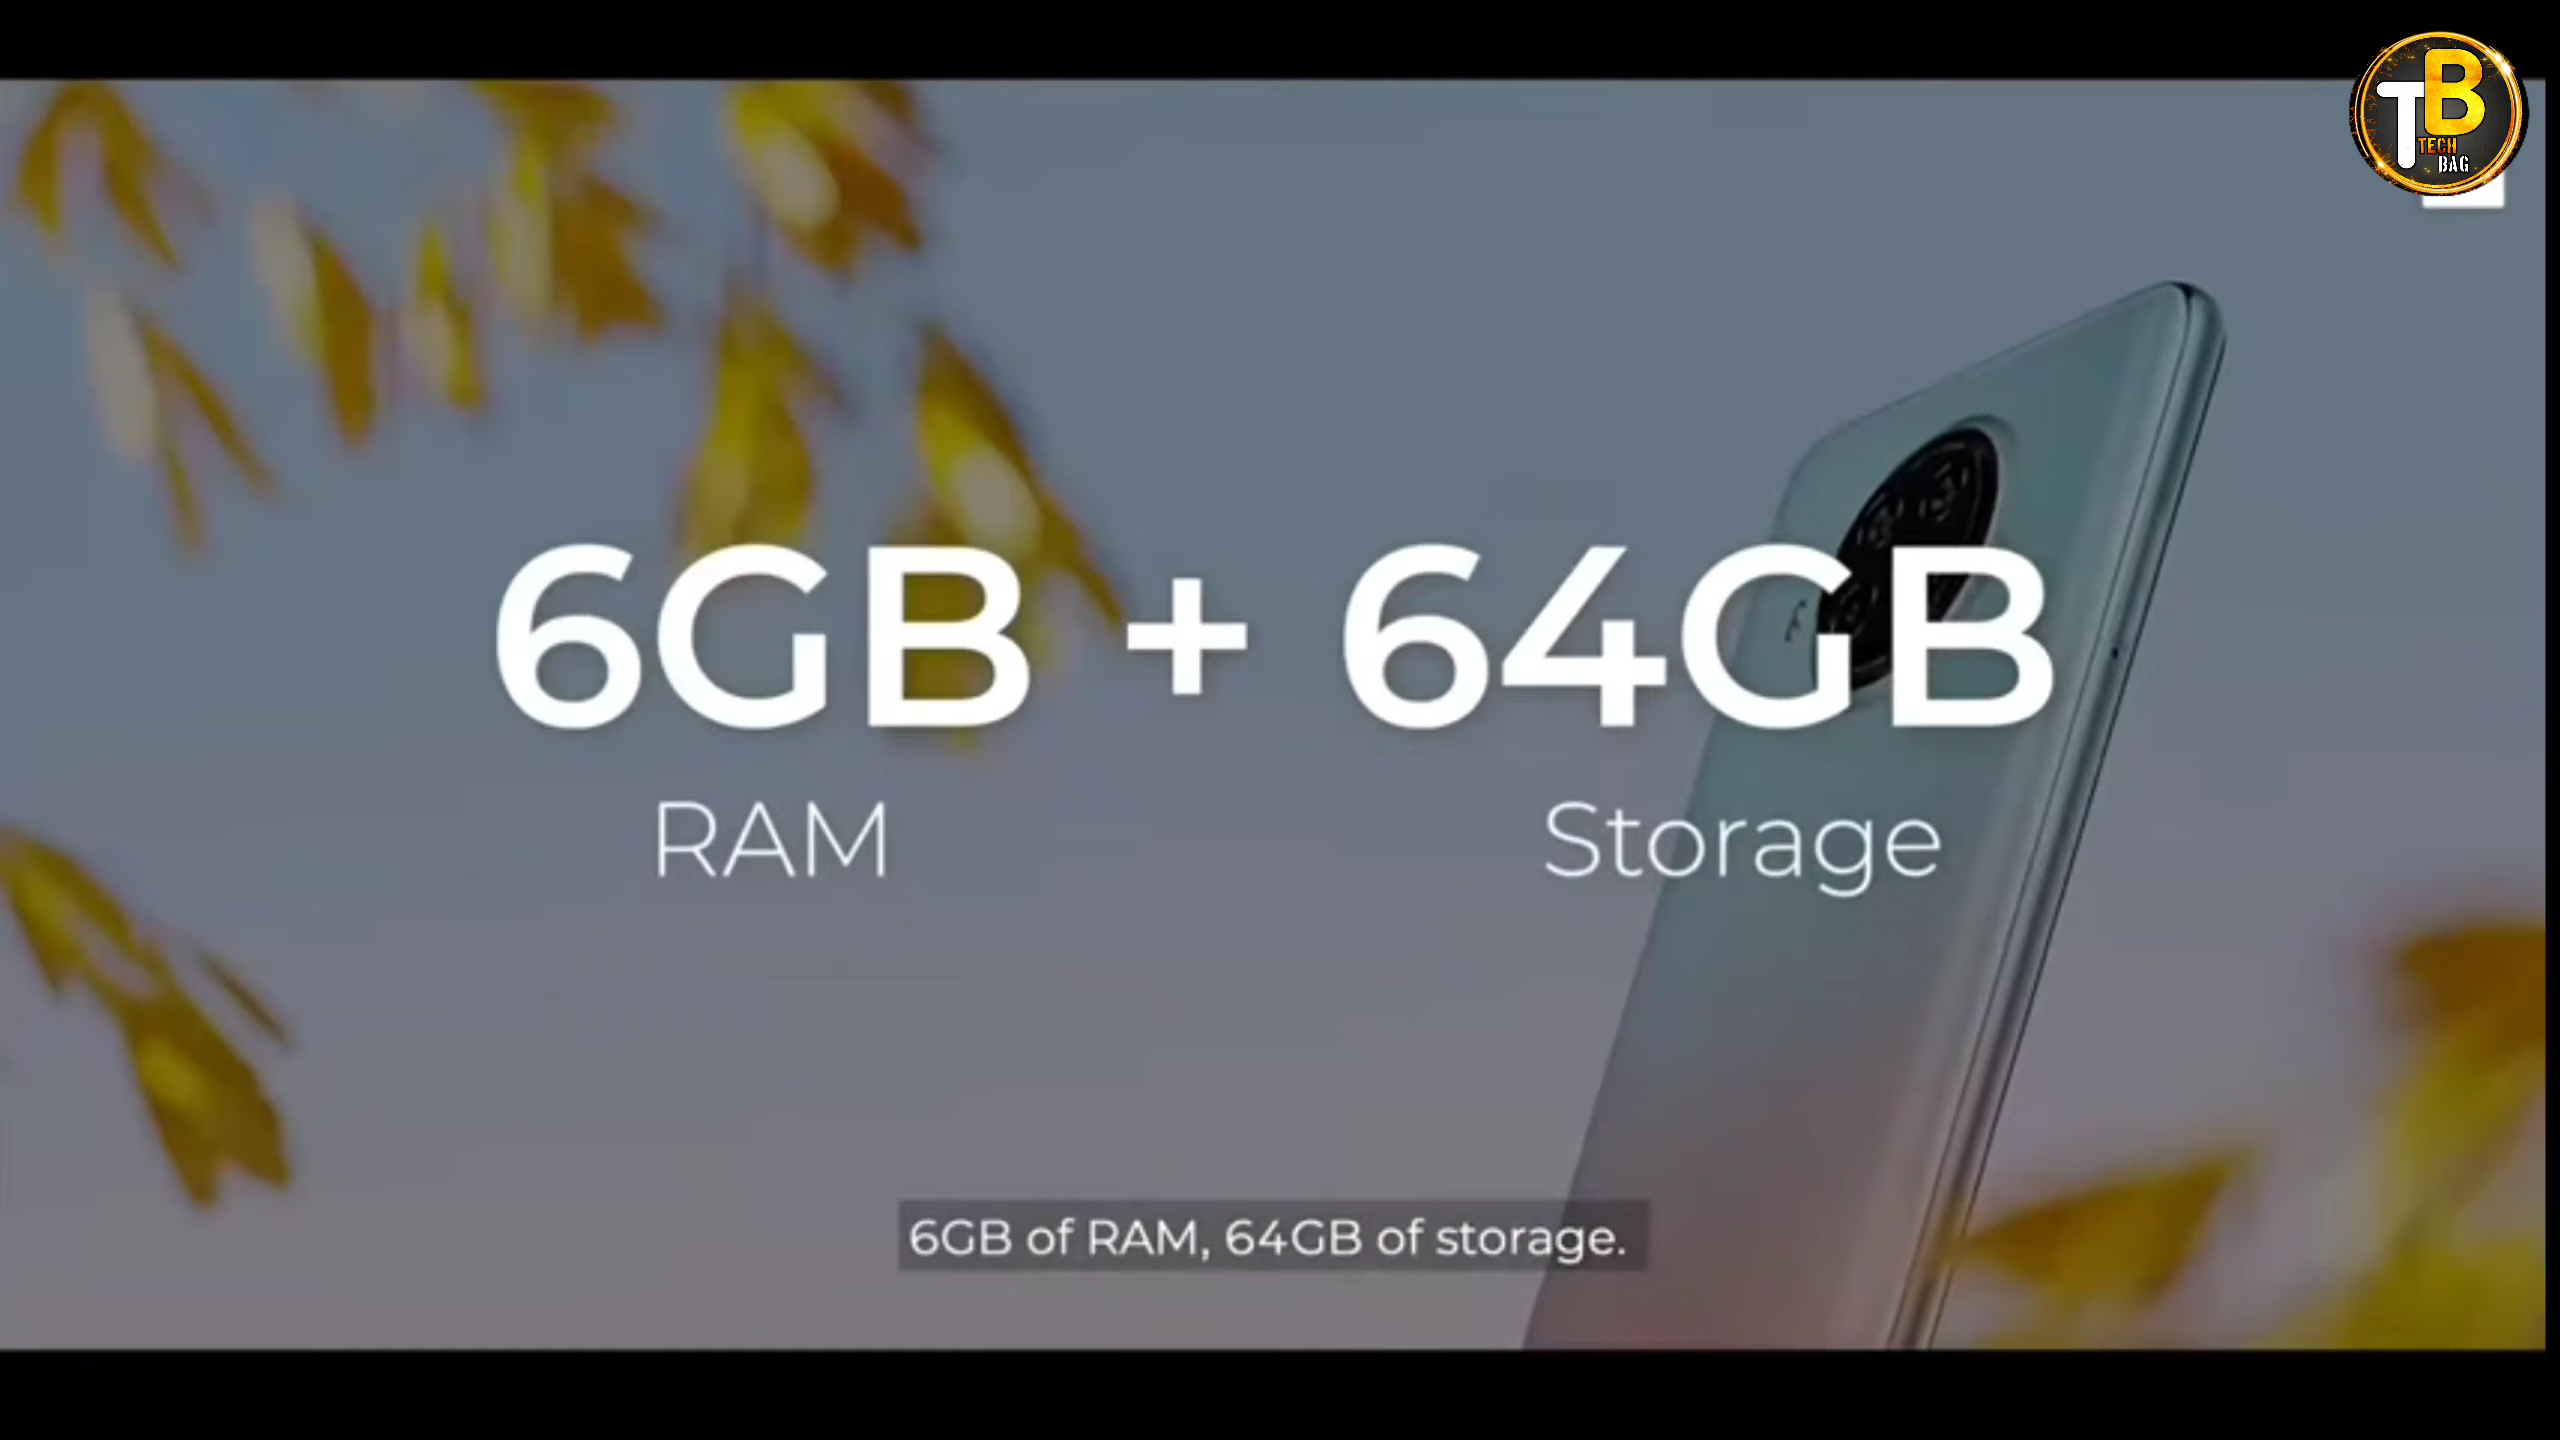 TB
TECH
BAG
6GB + 64GB
RAM Storage
6GB of RAM, 64GB of storage.